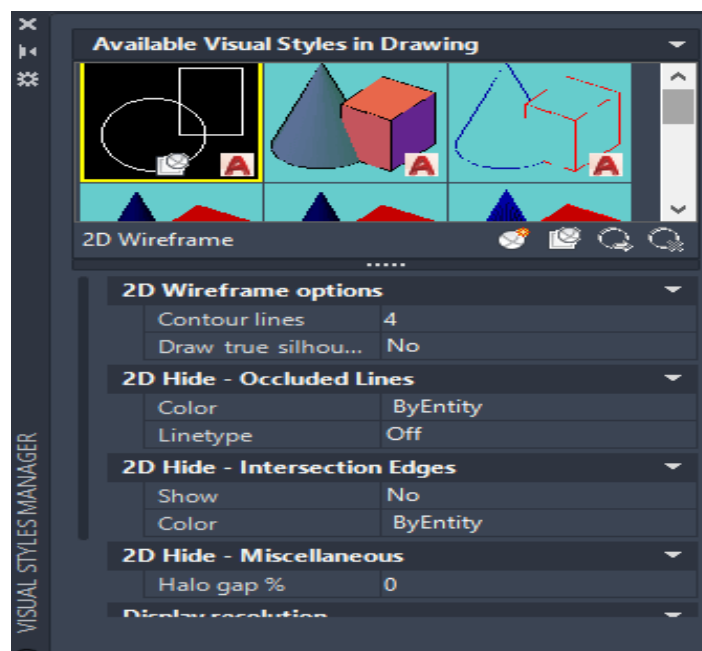 Available Visual Styles in Drawing
2D Wireframe
2D Wireframe options
Contour lines 4
Draw true silhou... No
2D Hide - Occluded Lines
Color ByEntity
Linetype Off
2D Hide - Intersection Edges
Show No
Color ByEntity
2D Hide - Miscellaneous
Halo gap % 0
Display resolution
VISUAL STYLES MANAGER